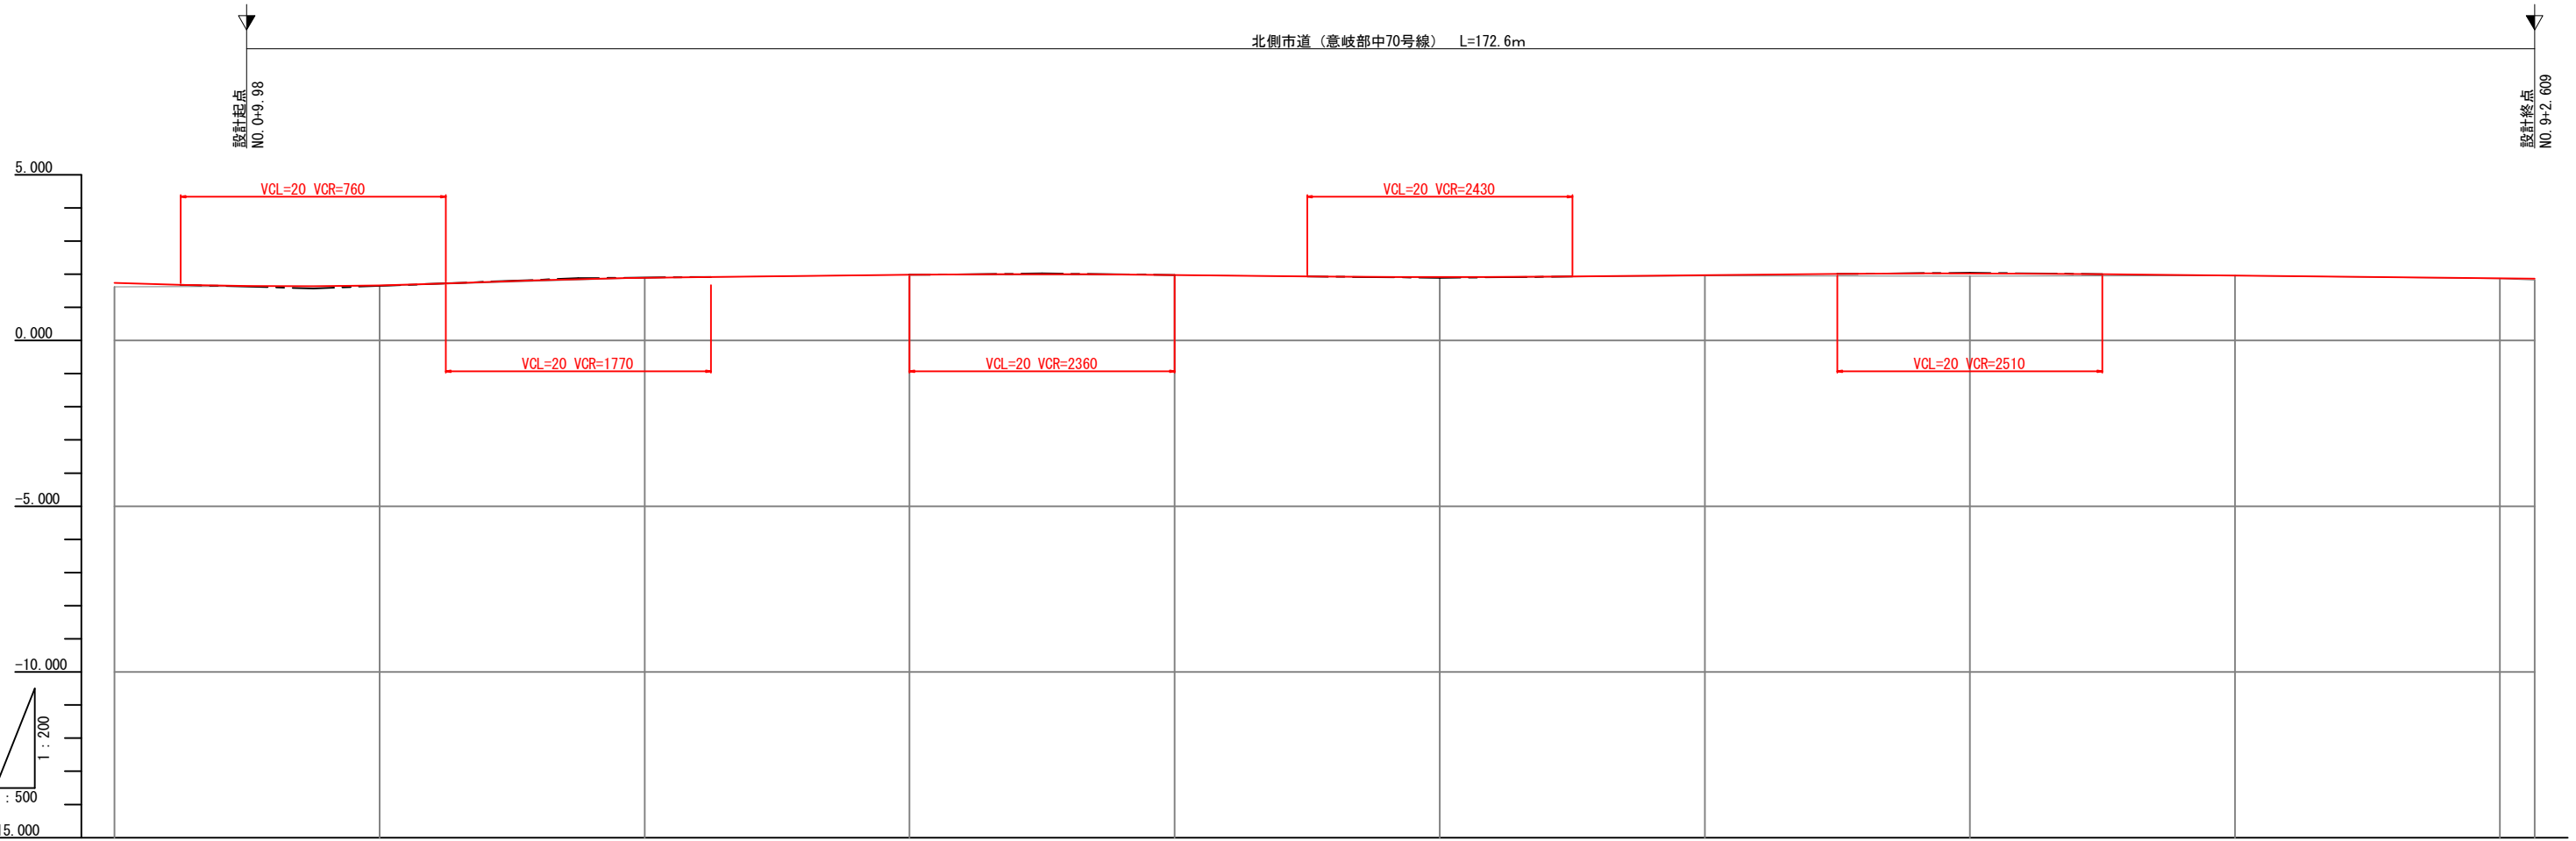 北側市道（意岐部中70号線）　L=172.6m
設計起点
NO.0+9.98
設計終点
NO.9+2.609
5.000
VCL=20 VCR=760
VCL=20 VCR=2430
0.000
VCL=20 VCR=1770
VCL=20 VCR=2360
VCL=20 VCR=2510
-5.000
-10.000
1 : 200
: 500
15.000